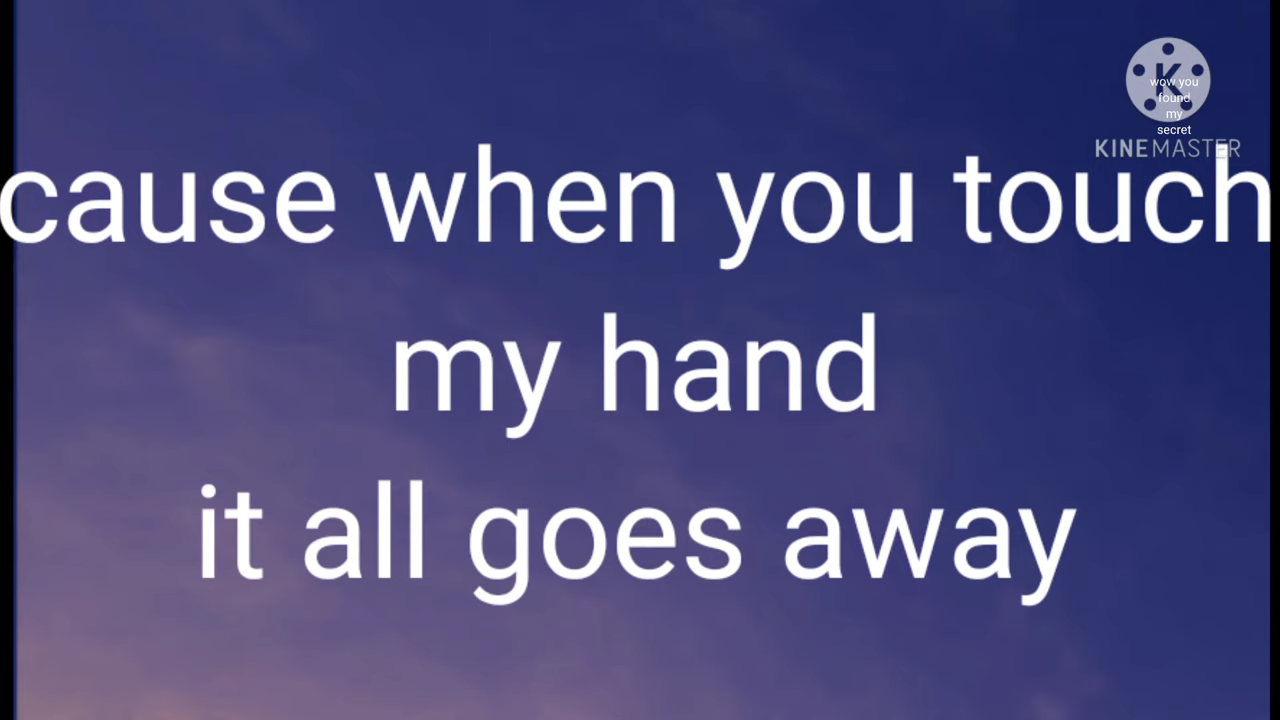 wow you
found
my
secret
KINEMASTER
cause when you touch
my hand
it all goes away